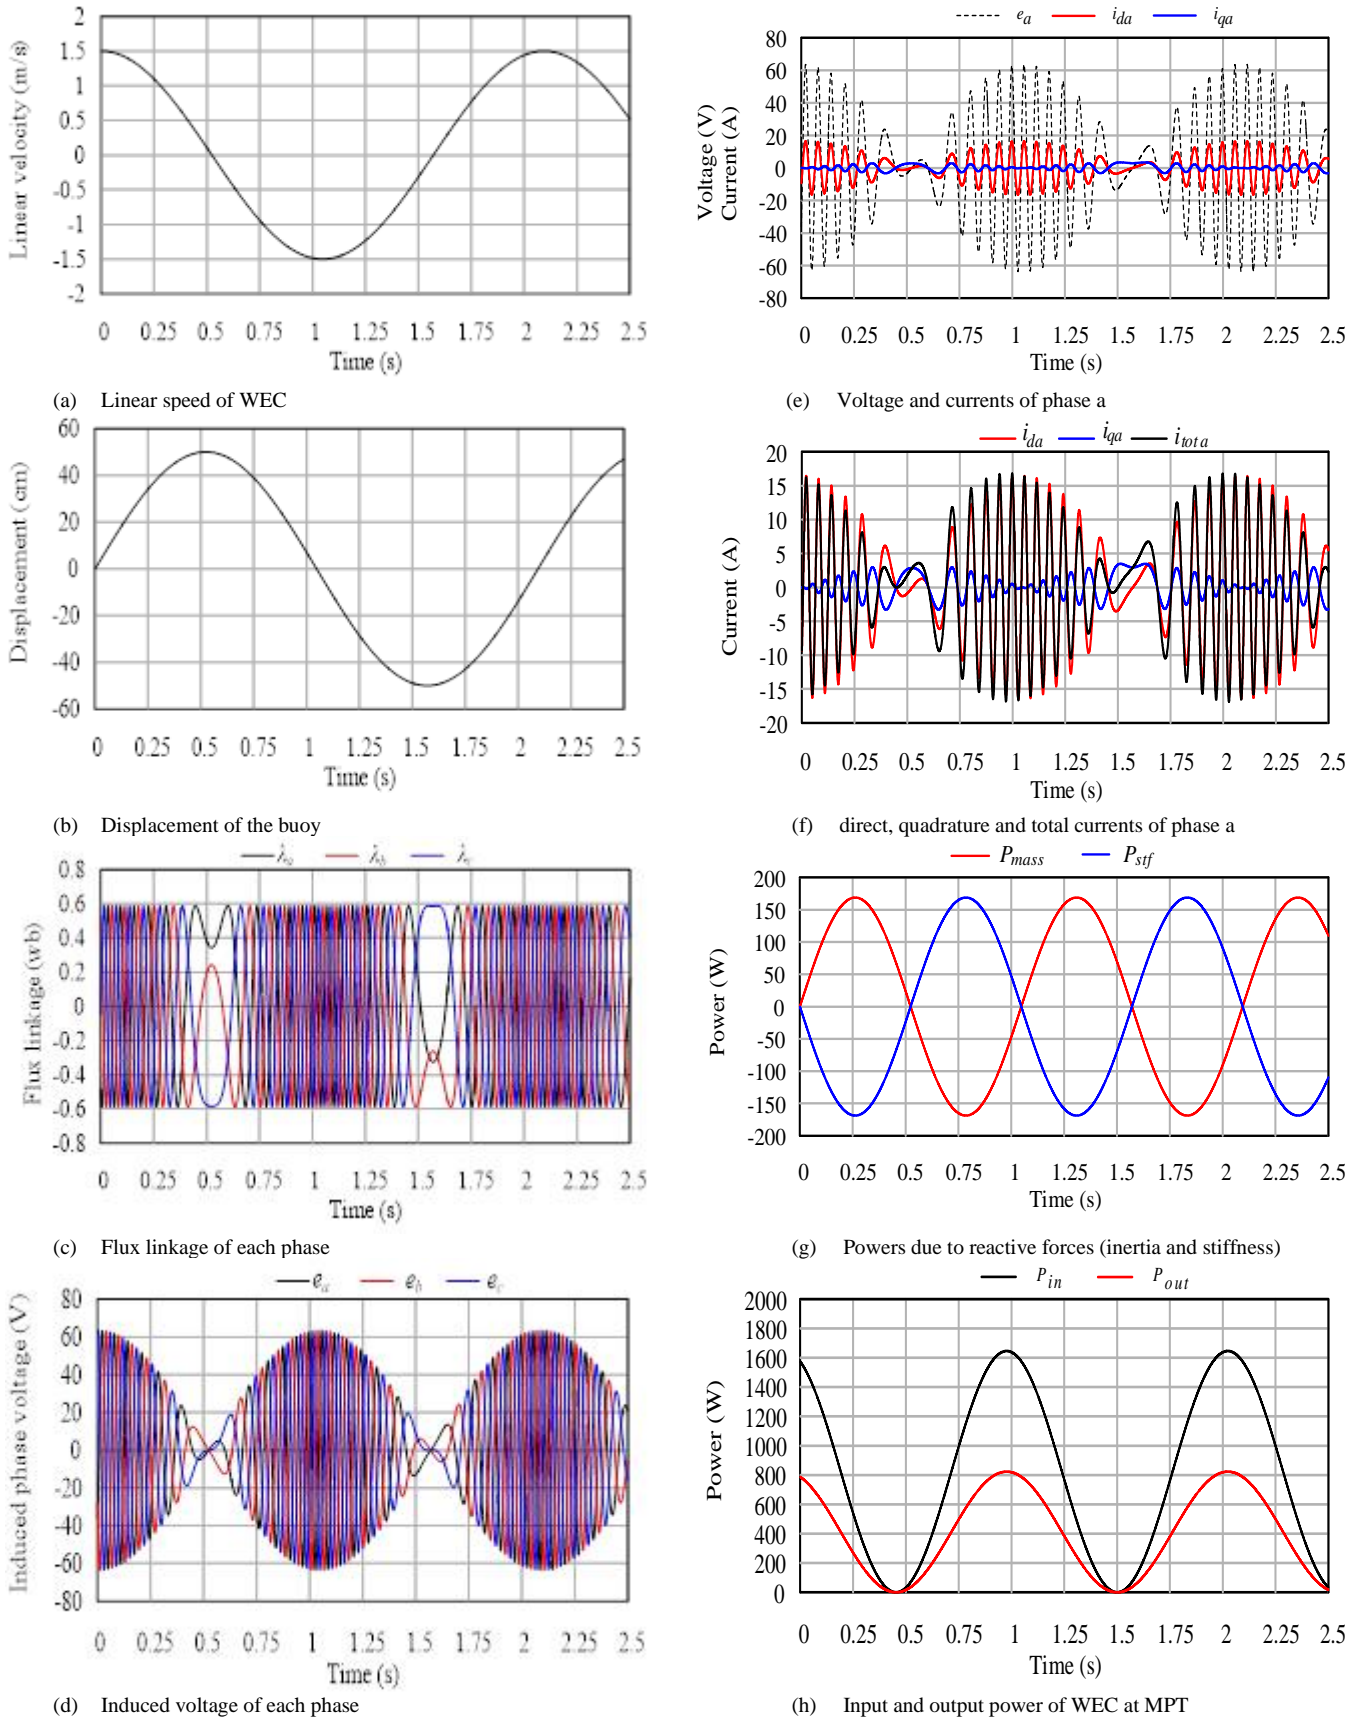 Linear velocity (m/s)
2
1.5
1
0.5
0
-0.5
-1
-1.5
-2
0 0.25 0.5 0.75 1 1.25 1.5 1.75 2 2.25 2.5
Time (s)
(a) Linear speed of WEC
Displacement (cm)
60
40
20
0
-20
-40
-60
0 0.25 0.5 0.75 1 1.25 1.5 1.75 2 2.25 2.5
Time (s)
(b) Displacement of the buoy
λa λb λc
Flux linkage (wb)
0.8
0.6
0.4
0.2
0
-0.2
-0.4
-0.6
-0.8
0 0.25 0.5 0.75 1 1.25 1.5 1.75 2 2.25 2.5
Time (s)
(c) Flux linkage of each phase
ea eb ec
Induced phase voltage (V)
80
60
40
20
0
-20
-40
-60
-80
0 0.25 0.5 0.75 1 1.25 1.5 1.75 2 2.25 2.5
Time (s)
(d) Induced voltage of each phase
ea ida iqa
Voltage (V)
Current (A)
80
60
40
20
0
-20
-40
-60
-80
0 0.25 0.5 0.75 1 1.25 1.5 1.75 2 2.25 2.5
Time (s)
(e) Voltage and currents of phase a
ida iqa itot a
Current (A)
20
15
10
5
0
-5
-10
-15
-20
0 0.25 0.5 0.75 1 1.25 1.5 1.75 2 2.25 2.5
Time (s)
(f) direct, quadrature and total currents of phase a
Pmass Pstf
Power (W)
200
150
100
50
0
-50
-100
-150
-200
0 0.25 0.5 0.75 1 1.25 1.5 1.75 2 2.25 2.5
Time (s)
(g) Powers due to reactive forces (inertia and stiffness)
Pin Pout
Power (W)
2000
1800
1600
1400
1200
1000
800
600
400
200
0
0 0.25 0.5 0.75 1 1.25 1.5 1.75 2 2.25 2.5
Time (s)
(h) Input and output power of WEC at MPT